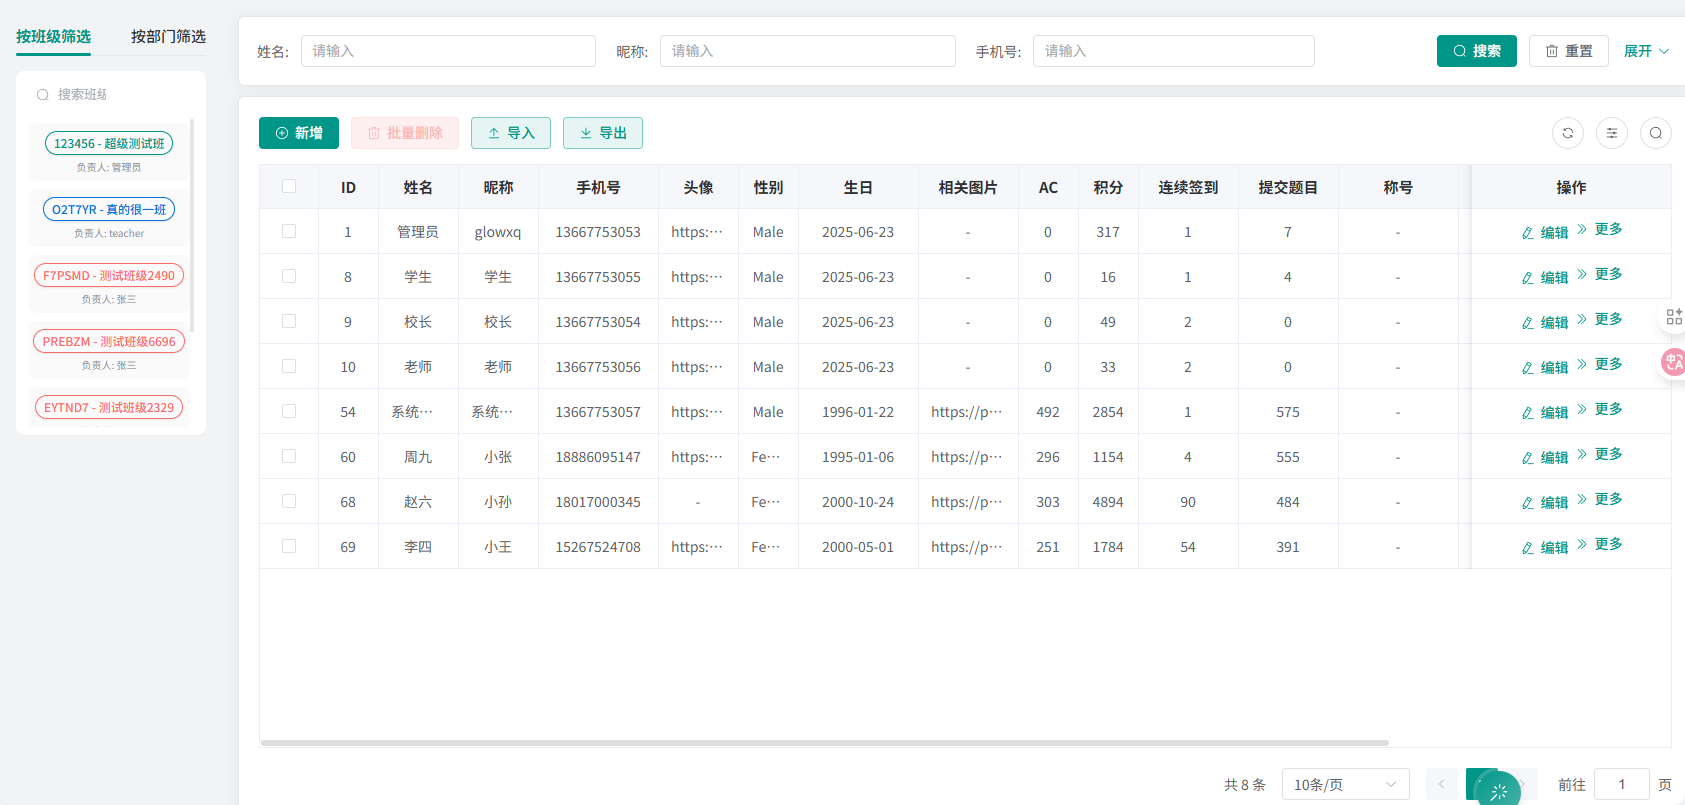 按班级筛选 按部门筛选
搜索班级
123456 - 超级测试班
负责人: 管理员
O2T7YR - 真的很一班
负责人: teacher
F7PSMD - 测试班级2490
负责人: 张三
PREBZM - 测试班级6696
负责人: 张三
EYTND7 - 测试班级2329
姓名: 请输入 昵称: 请输入 手机号: 请输入 搜索 重置 展开
新增 批量删除 导入 导出
ID 姓名 昵称 手机号 头像 性别 生日 相关图片 AC 积分 连续签到 提交题目 称号 操作
1 管理员 glowxq 13667753053 https:··· Male 2025-06-23 - 0 317 1 7 - 编辑 更多
8 学生 学生 13667753055 https:··· Male 2025-06-23 - 0 16 1 4 - 编辑 更多
9 校长 校长 13667753054 https:··· Male 2025-06-23 - 0 49 2 0 - 编辑 更多
10 老师 老师 13667753056 https:··· Male 2025-06-23 - 0 33 2 0 - 编辑 更多
54 系统··· 系统··· 13667753057 https:··· Male 1996-01-22 https://p··· 492 2854 1 575 - 编辑 更多
60 周九 小张 18886095147 https:··· Fe··· 1995-01-06 https://p··· 296 1154 4 555 - 编辑 更多
68 赵六 小孙 18017000345 - Fe··· 2000-10-24 https://p··· 303 4894 90 484 - 编辑 更多
69 李四 小王 15267524708 https:··· Fe··· 2000-05-01 https://p··· 251 1784 54 391 - 编辑 更多
中 A
共 8 条 10条/页 前往 1 页